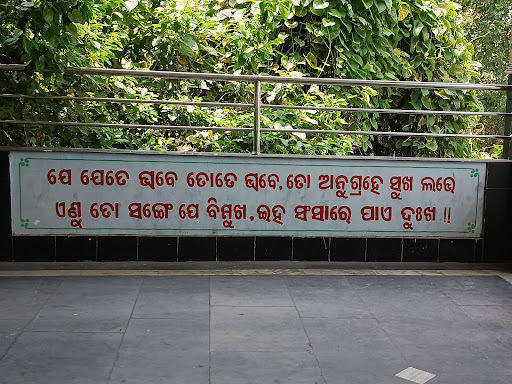 ଯେ ଯେତେ ଭାବେ ତୋତେ ଭାବେ, ତୋ ଅନୁଗ୍ରହେ ସୁଖ ଲଭେ
ଏଣୁ ତୋ ସଙ୍ଗେ ଯେ ବିମୁଖ, ଇହ ସଂସାରେ ପାଏ ଦୁଃଖ !!